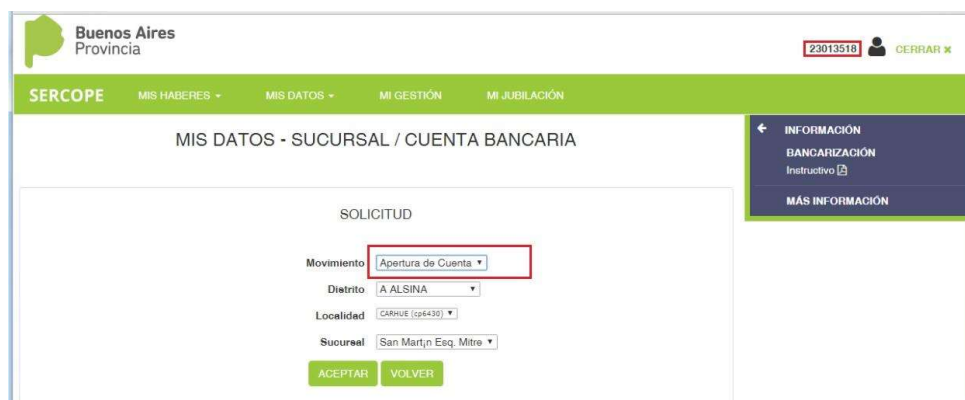 Buenos Aires
Provincia
23013518 CERRAR ×
SERCOPE MIS HABERES MIS DATOS MI GESTIÓN MI JUBILACIÓN
MIS DATOS - SUCURSAL / CUENTA BANCARIA
INFORMACIÓN
BANCARIZACIÓN
Instructivo
MÁS INFORMACIÓN
SOLICITUD
Movimiento Apertura de Cuenta
Distrito A ALSINA
Localidad CARHUE (cp6430)
Sucursal San Mart¡n Esq. Mitre
ACEPTAR VOLVER